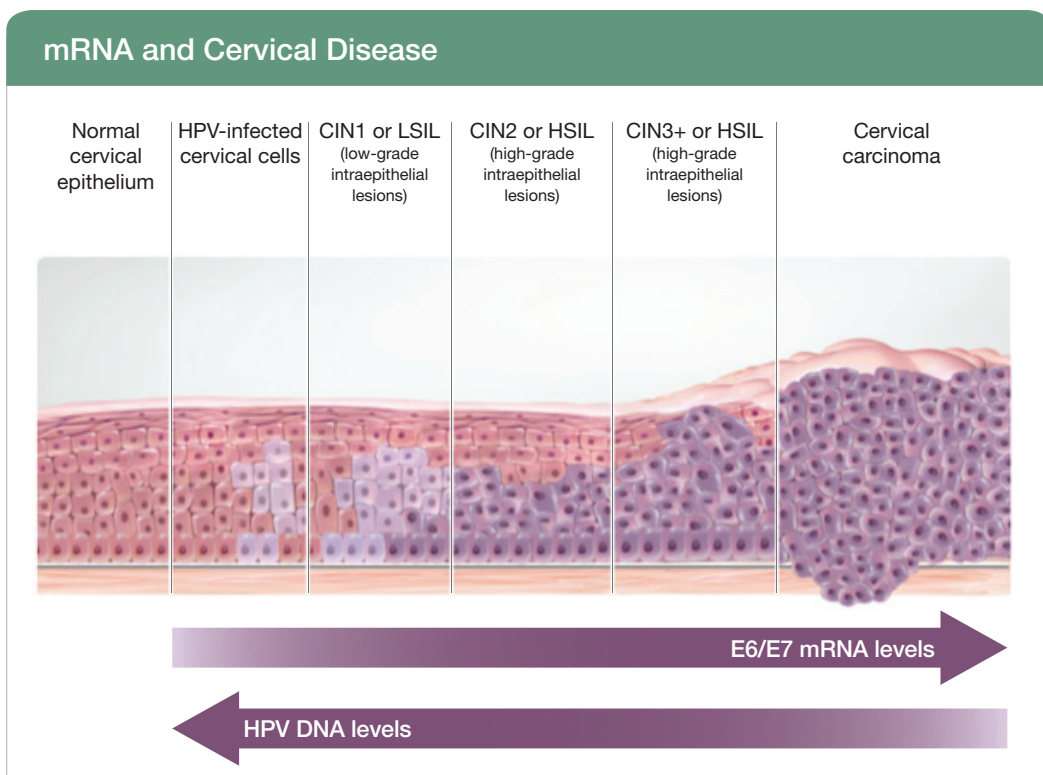 mRNA and Cervical Disease
Normal
cervical
epithelium
HPV-infected
cervical cells
CIN1 or LSIL
(low-grade
intraepithelial
lesions)
CIN2 or HSIL
(high-grade
intraepithelial
lesions)
CIN3+ or HSIL
(high-grade
intraepithelial
lesions)
Cervical
carcinoma
E6/E7 mRNA levels
HPV DNA levels